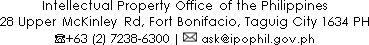 Intellectual Property Office of the Philippines
28 Upper McKinley Rd, Fort Bonifacio, Taguig City 1634 PH
☎+63 (2) 7238-6300 | ✉ ask@ipophil.gov.ph